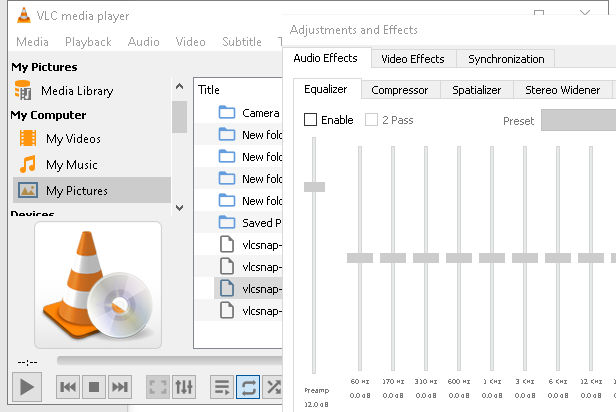 VLC media player
Media Playback Audio Video Subtitle T
My Pictures
Media Library
My Computer
My Videos
My Music
My Pictures
Devices
Title
Camera
New fold
New fold
New fold
New fold
Saved P
vlcsnap-
vlcsnap-
vlcsnap-
vlcsnap-
--:--
Adjustments and Effects
Audio Effects Video Effects Synchronization
Equalizer Compressor Spatializer Stereo Widener
Enable 2 Pass Preset
Preamp
12.0 dB
60 Hz 170 Hz 310 Hz 600 Hz 1 KHz 3 KHz 6 KHz 12 KHz
0.0 dB 0.0 dB 0.0 dB 0.0 dB 0.0 dB 0.0 dB 0.0 dB 0.0 dB